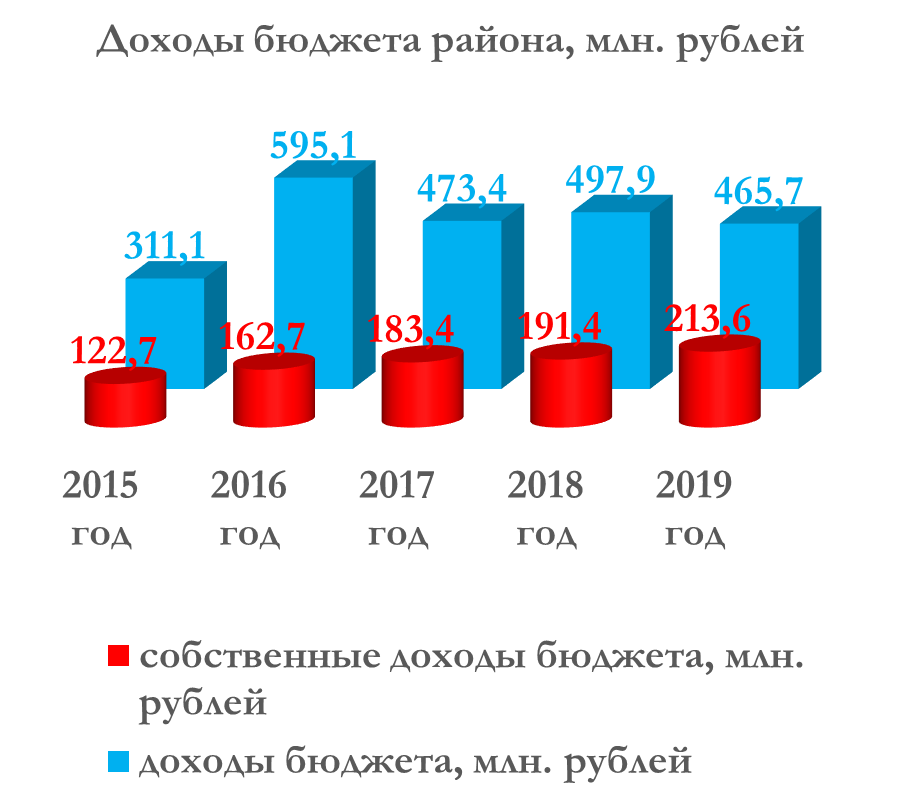 Доходы бюджета района, млн. рублей
595,1
473,4
497,9
465,7
311,1
122,7
162,7
183,4
191,4
213,6
2015 год
2016 год
2017 год
2018 год
2019 год
собственные доходы бюджета, млн.
рублей
доходы бюджета, млн. рублей